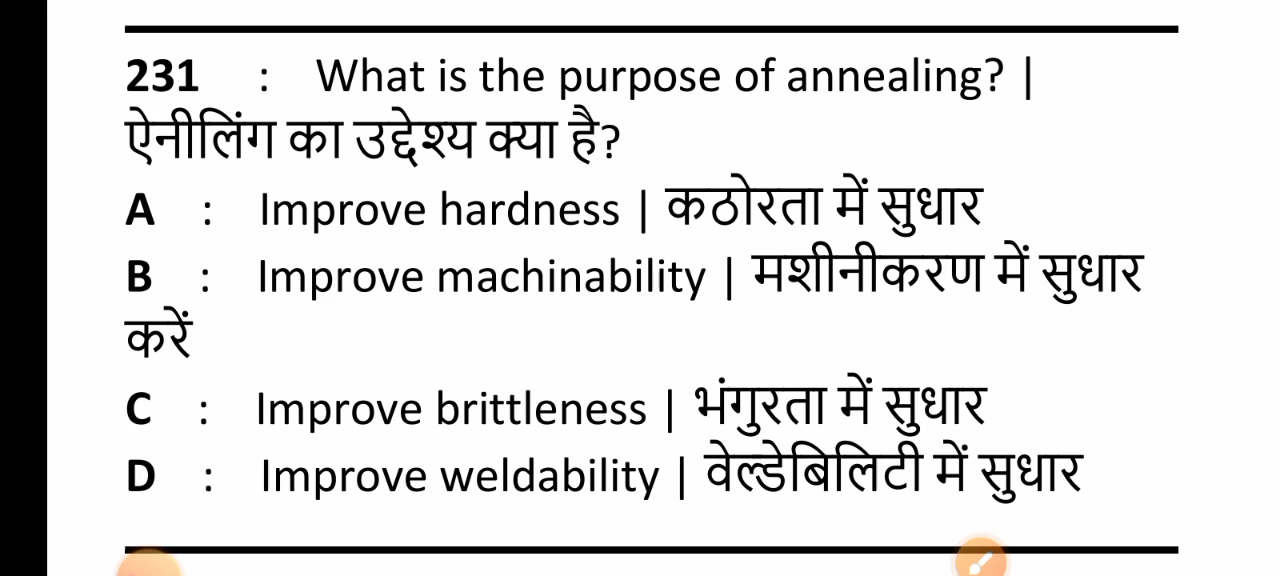 231 : What is the purpose of annealing? |
ऐनीलिंग का उद्देश्य क्या है?
A : Improve hardness | कठोरता में सुधार
B : Improve machinability | मशीनीकरण में सुधार
करें
C : Improve brittleness | भंगुरता में सुधार
D : Improve weldability | वेल्डेबिलिटी में सुधार